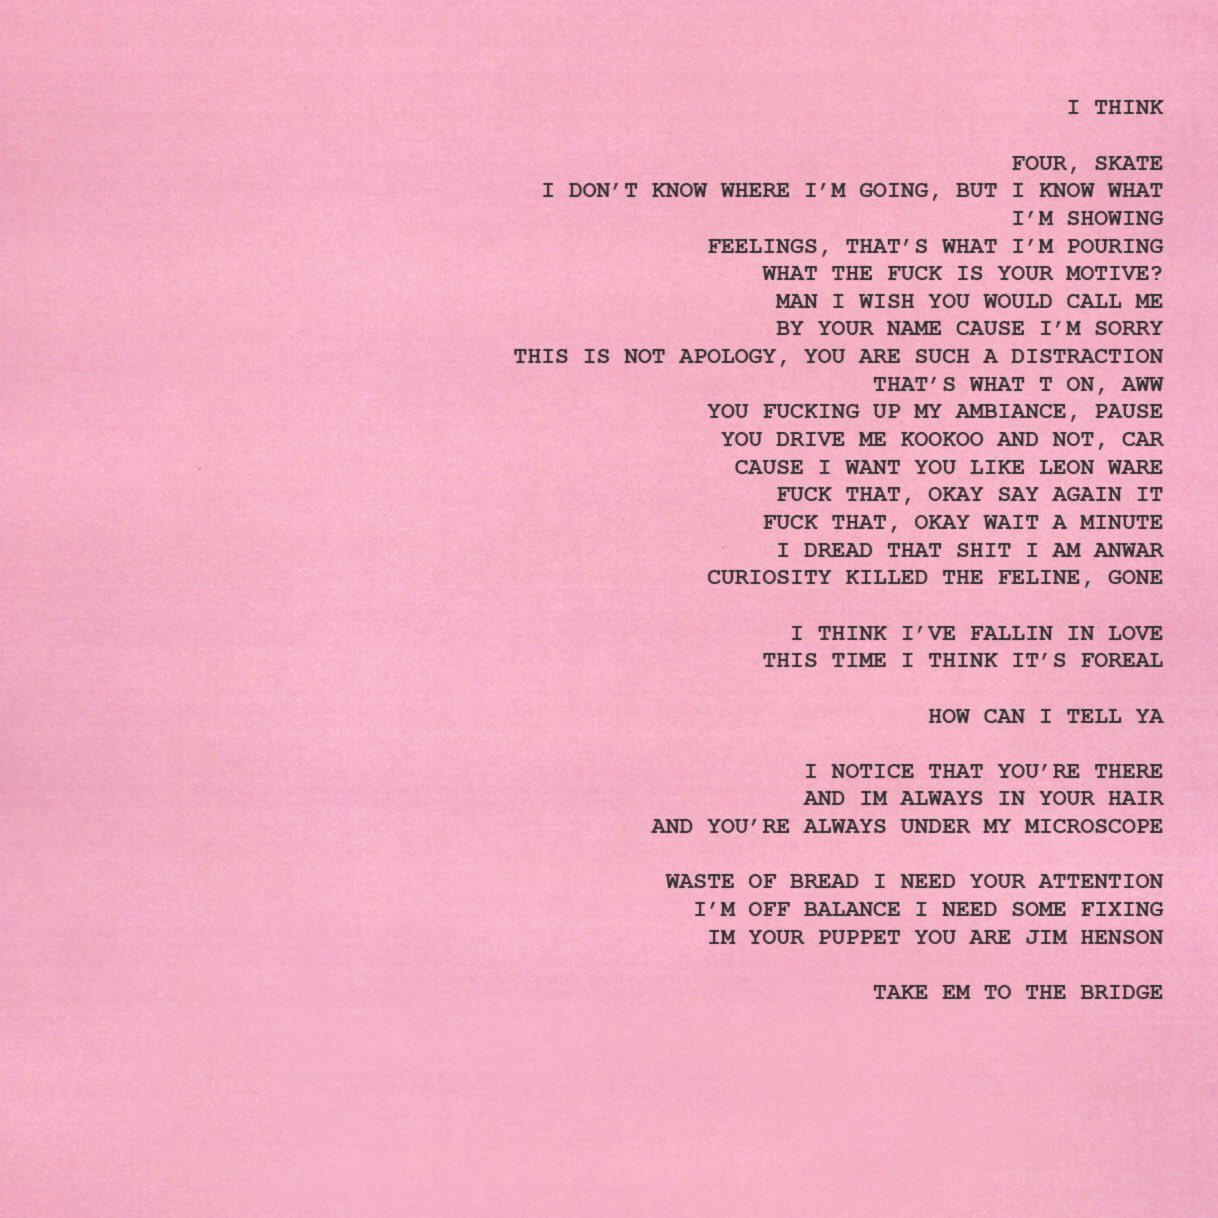 I THINK
FOUR, SKATE
I DON'T KNOW WHERE I'M GOING, BUT I KNOW WHAT
I'M SHOWING
FEELINGS, THAT'S WHAT I'M POURING
WHAT THE FUCK IS YOUR MOTIVE?
MAN I WISH YOU WOULD CALL ME
BY YOUR NAME CAUSE I'M SORRY
THIS IS NOT APOLOGY, YOU ARE SUCH A DISTRACTION
THAT'S WHAT T ON, AWW
YOU FUCKING UP MY AMBIANCE, PAUSE
YOU DRIVE ME KOOKOO AND NOT, CAR
CAUSE I WANT YOU LIKE LEON WARE
FUCK THAT, OKAY SAY AGAIN IT
FUCK THAT, OKAY WAIT A MINUTE
I DREAD THAT SHIT I AM ANWAR
CURIOSITY KILLED THE FELINE, GONE
I THINK I'VE FALLIN IN LOVE
THIS TIME I THINK IT'S FOREAL
HOW CAN I TELL YA
I NOTICE THAT YOU'RE THERE
AND IM ALWAYS IN YOUR HAIR
AND YOU'RE ALWAYS UNDER MY MICROSCOPE
WASTE OF BREAD I NEED YOUR ATTENTION
I'M OFF BALANCE I NEED SOME FIXING
IM YOUR PUPPET YOU ARE JIM HENSON
TAKE EM TO THE BRIDGE